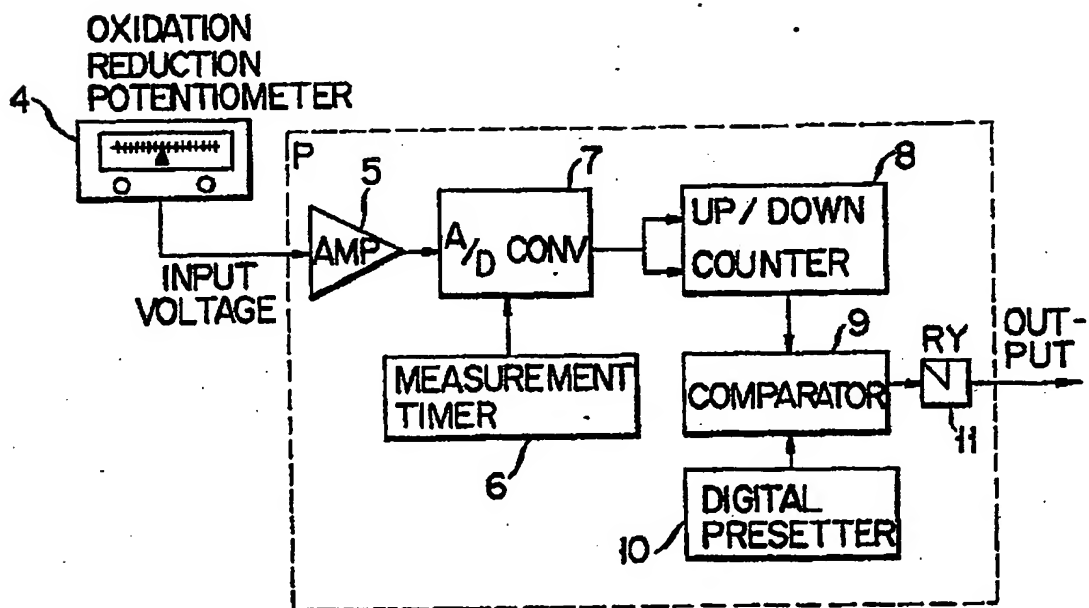 OXIDATION
REDUCTION
POTENTIOMETER
4
P
5
7
8
AMP
A/D CONV
UP/DOWN
COUNTER
INPUT
VOLTAGE
9
RY
OUT-
PUT
MEASUREMENT
TIMER
COMPARATOR
6
11
DIGITAL
PRESETTER
10